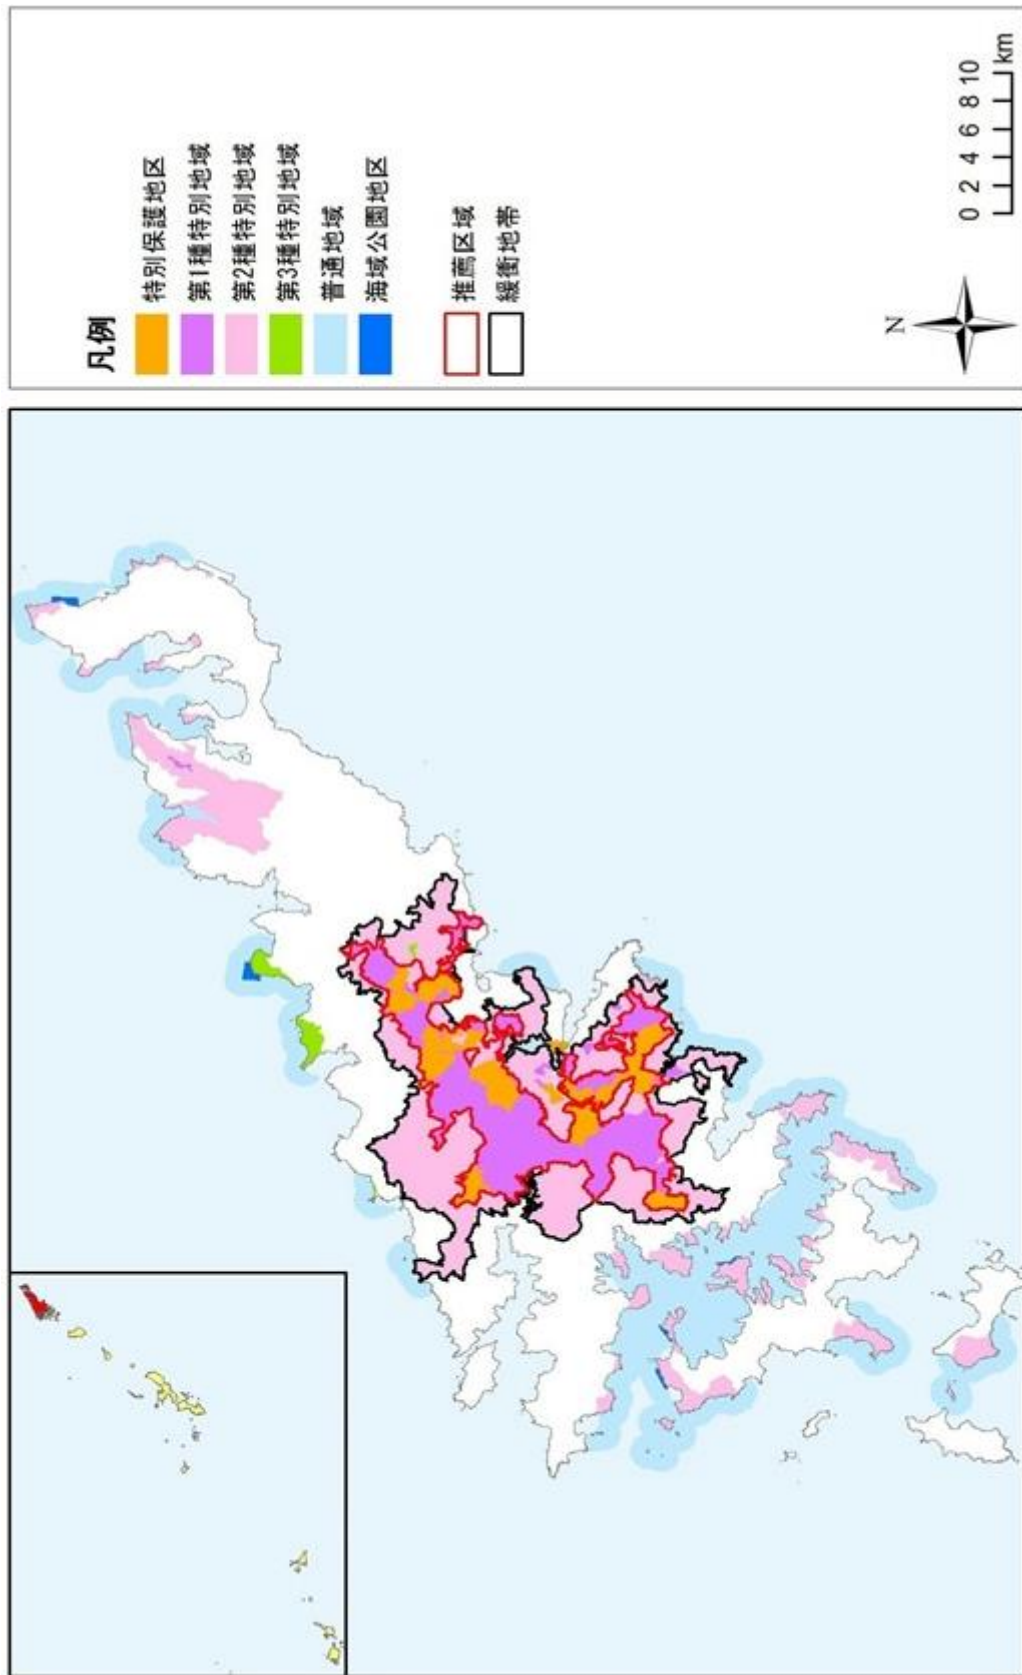 凡例
特別保護地区
第1種特別地域
第2種特別地域
第3種特別地域
普通地域
海域公園地区
推薦区域
緩衝地帯
N
0 2 4 6 8 10
km